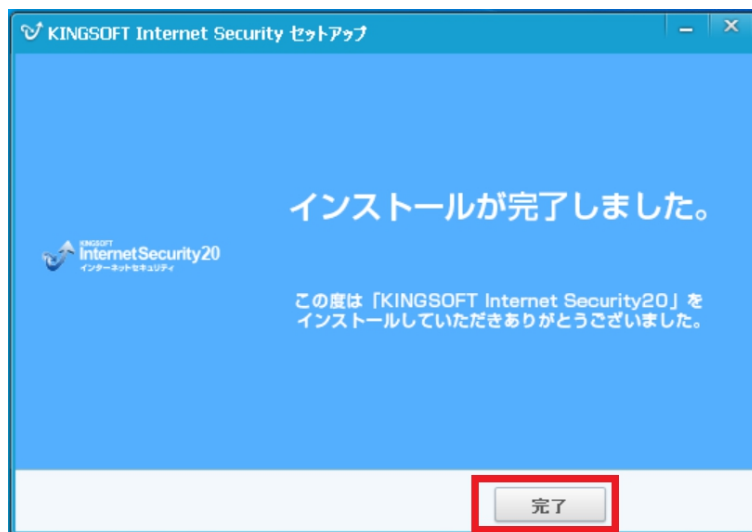 KINGSOFT Internet Security セットアップ
インストールが完了しました。
KINGSOFT
InternetSecurity20
インターネットセキュリティ
この度は「KINGSOFT Internet Security20」を
インストールしていただきありがとうございました。
完了